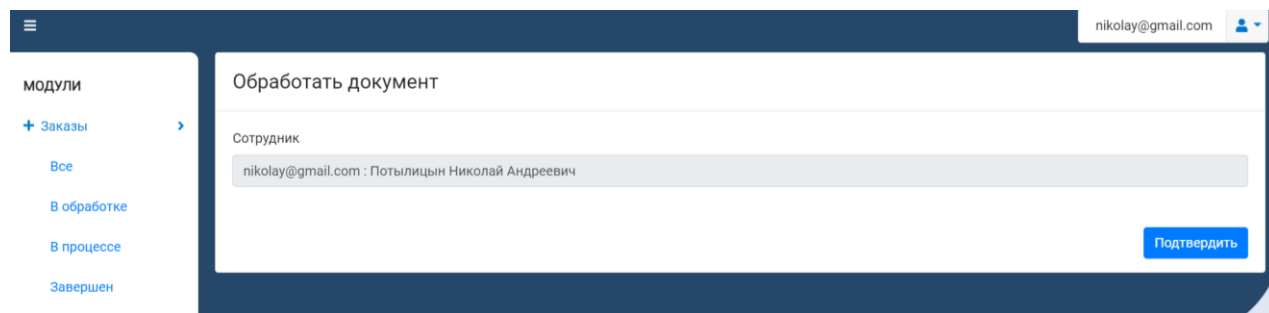 nikolay@gmail.com
МОДУЛИ
Заказы
Все
В обработке
В процессе
Завершен
Обработать документ
Сотрудник
nikolay@gmail.com : Потылицын Николай Андреевич
Подтвердить